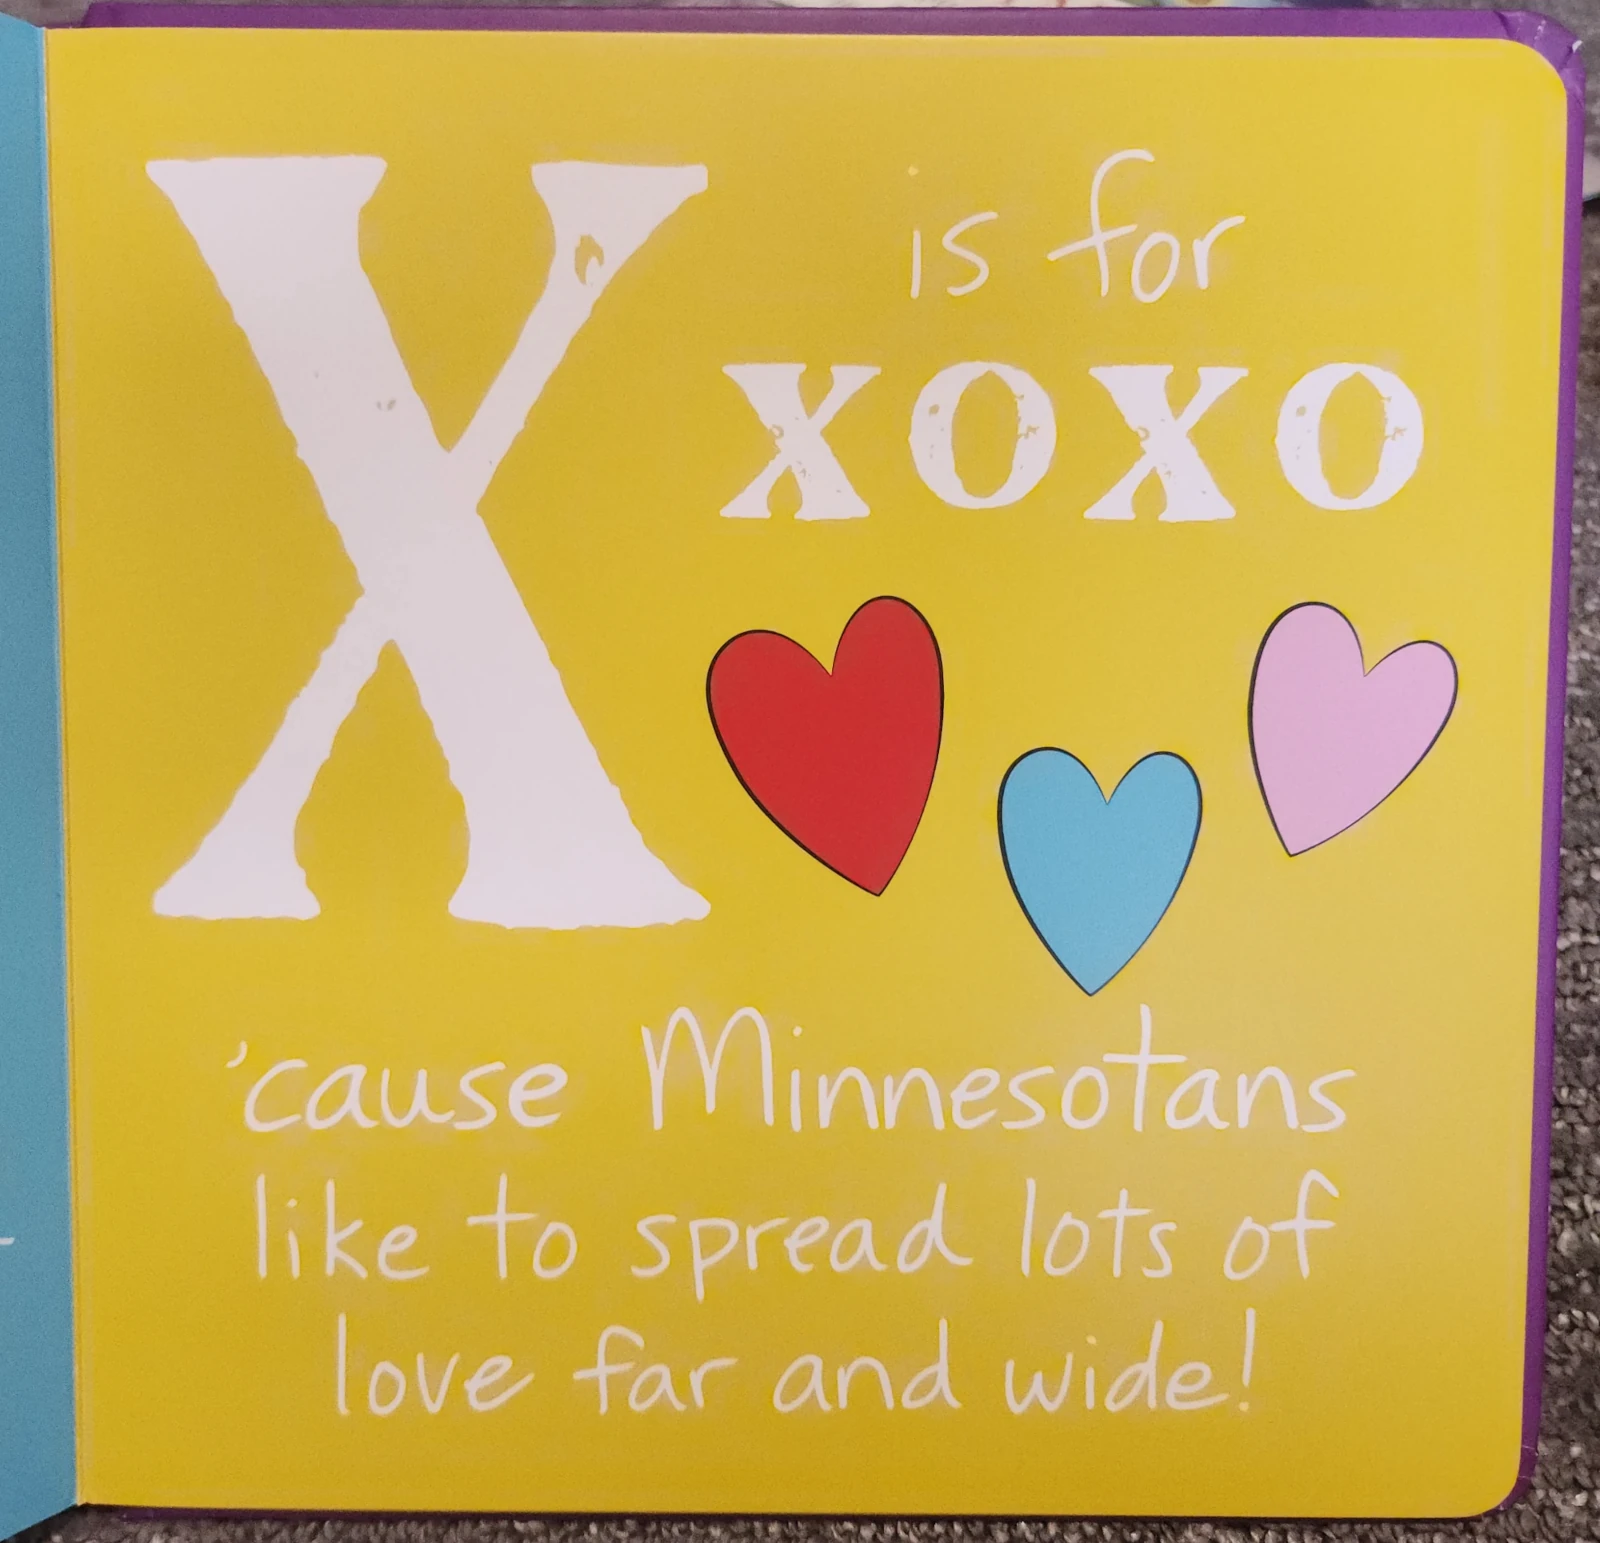 X
is for
XOXO
'cause Minnesotans
like to spread lots of
love far and wide!